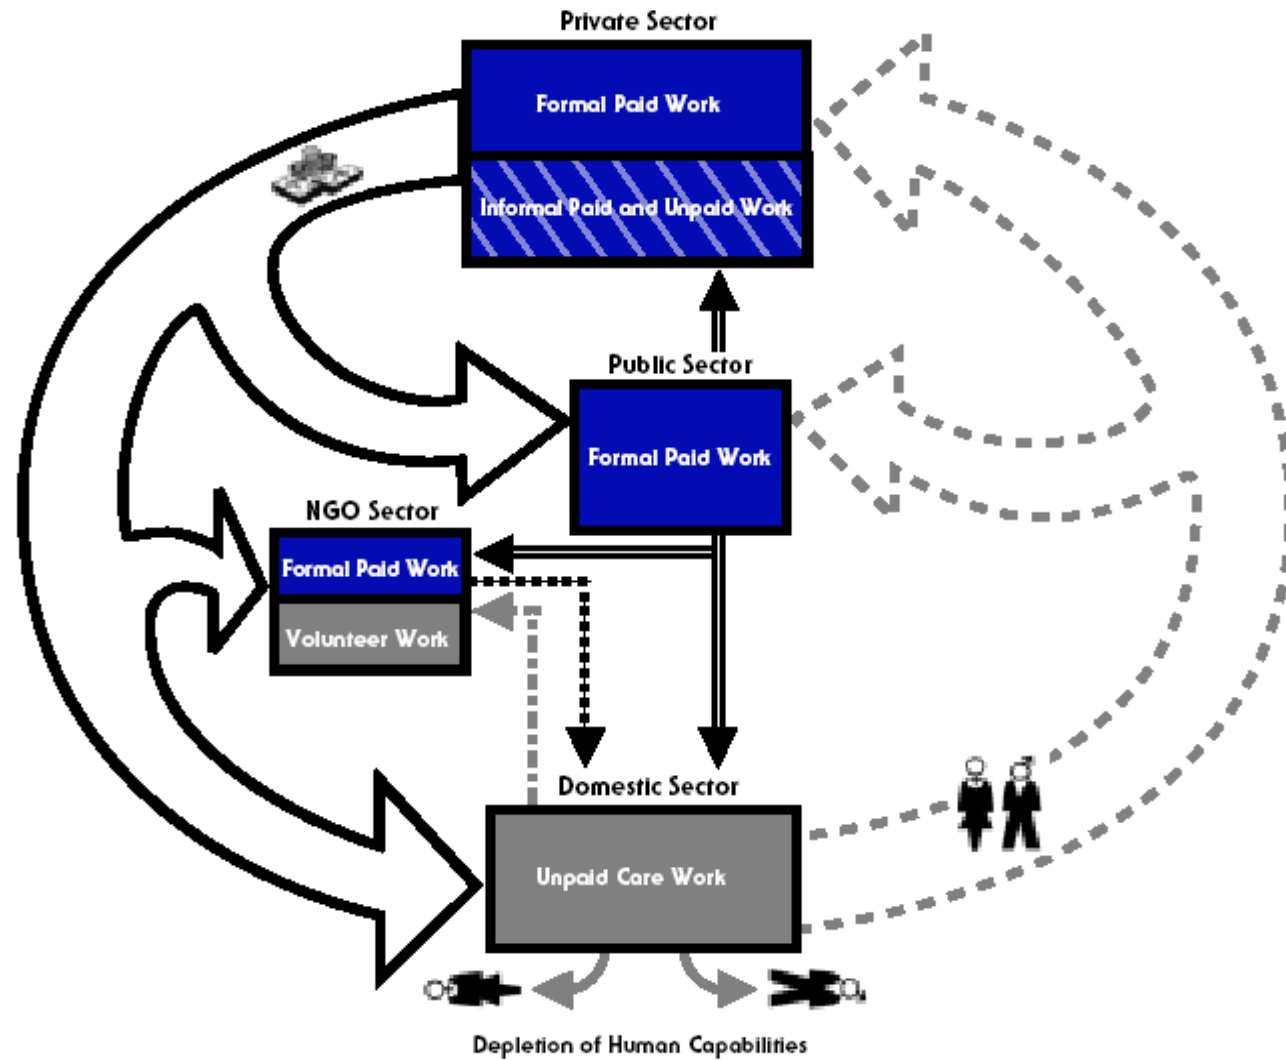 Private Sector
Formal Paid Work
Informal Paid and Unpaid Work
Public Sector
Formal Paid Work
NGO Sector
Formal Paid Work
Volunteer Work
Domestic Sector
Unpaid Care Work
Depletion of Human Capabilities